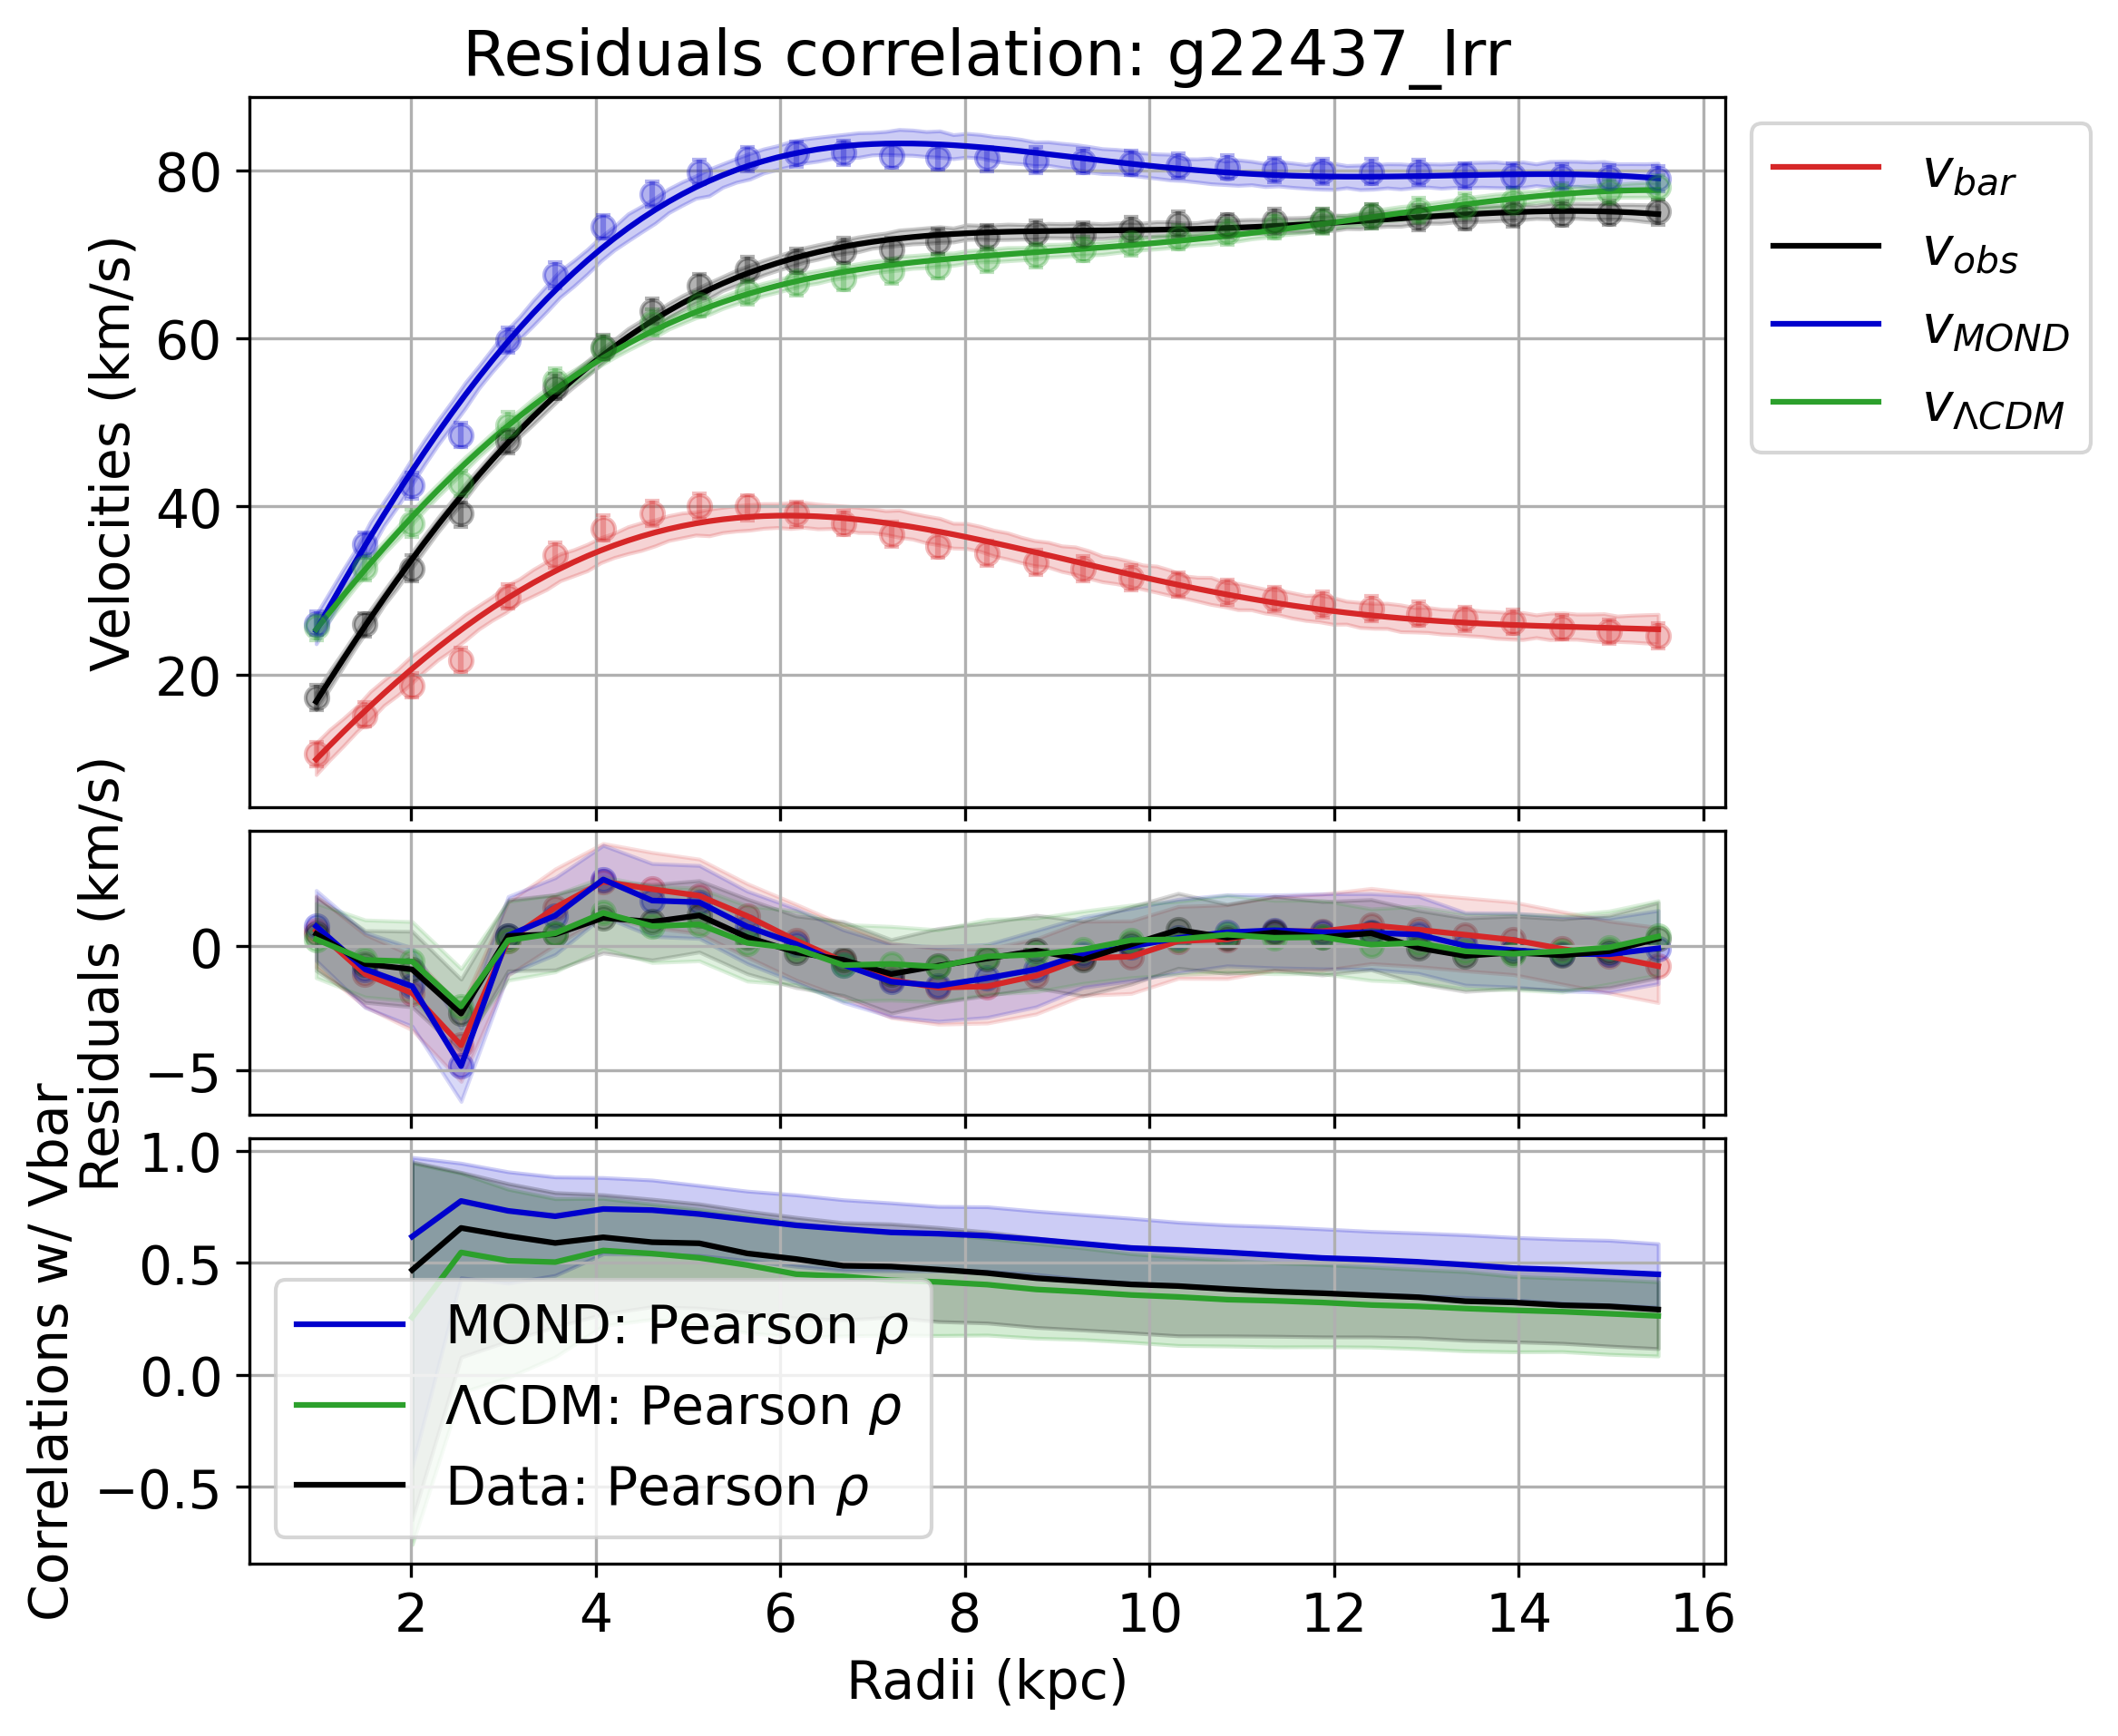 Residuals correlation: g22437_Irr
Velocities (km/s)
80
60
40
20
v_bar
v_obs
v_MOND
v_ΛCDM
Residuals (km/s)
0
−5
Correlations w/ Vbar
1.0
0.5
0.0
−0.5
MOND: Pearson ρ
ΛCDM: Pearson ρ
Data: Pearson ρ
2 4 6 8 10 12 14 16
Radii (kpc)